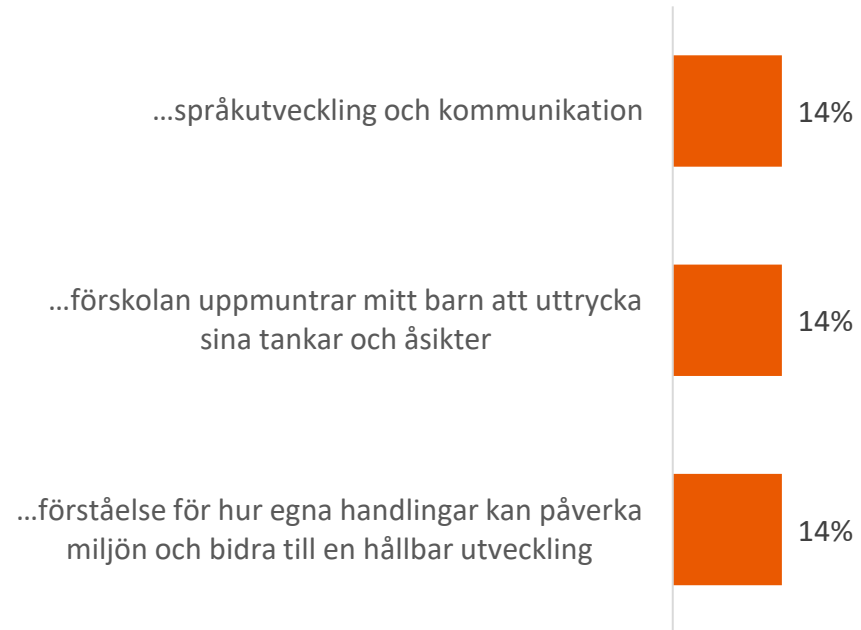 ...språkutveckling och kommunikation
14%
...förskolan uppmuntrar mitt barn att uttrycka
sina tankar och åsikter
14%
...förståelse för hur egna handlingar kan påverka
miljön och bidra till en hållbar utveckling
14%